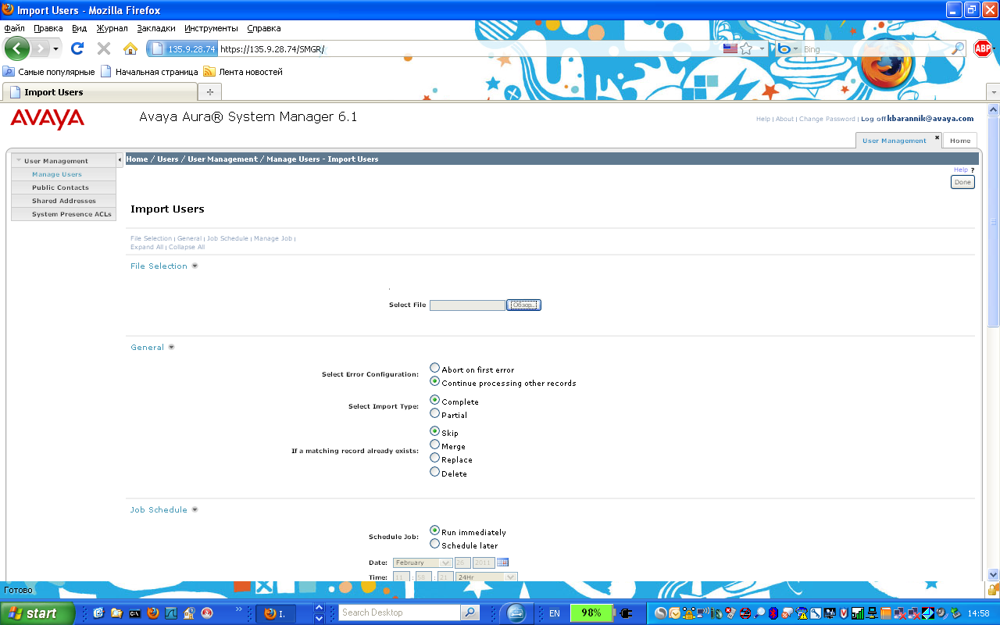 Import Users - Mozilla Firefox
Файл Правка Вид Журнал Закладки Инструменты Справка
135.9.28.74 https://135.9.28.74/SMGR/ Bing ABP
Самые популярные Начальная страница Лента новостей
Import Users
AVAYA Avaya Aura® System Manager 6.1
Help | About | Change Password | Log off kbarannik@avaya.com
User Management Home
User Management
Manage Users
Public Contacts
Shared Addresses
System Presence ACLs
Home / Users / User Management / Manage Users - Import Users
Help ?
Done
Import Users
File Selection | General | Job Schedule | Manage Job |
Expand All | Collapse All
File Selection
Select File Обзор...
General
Select Error Configuration:
Abort on first error
Continue processing other records
Select Import Type:
Complete
Partial
If a matching record already exists:
Skip
Merge
Replace
Delete
Job Schedule
Schedule Job:
Run immediately
Schedule later
Date: February 26 2011
Time: 11 : 58 : 21 24Hr
Готово
start I. Search Desktop EN 98% 14:58